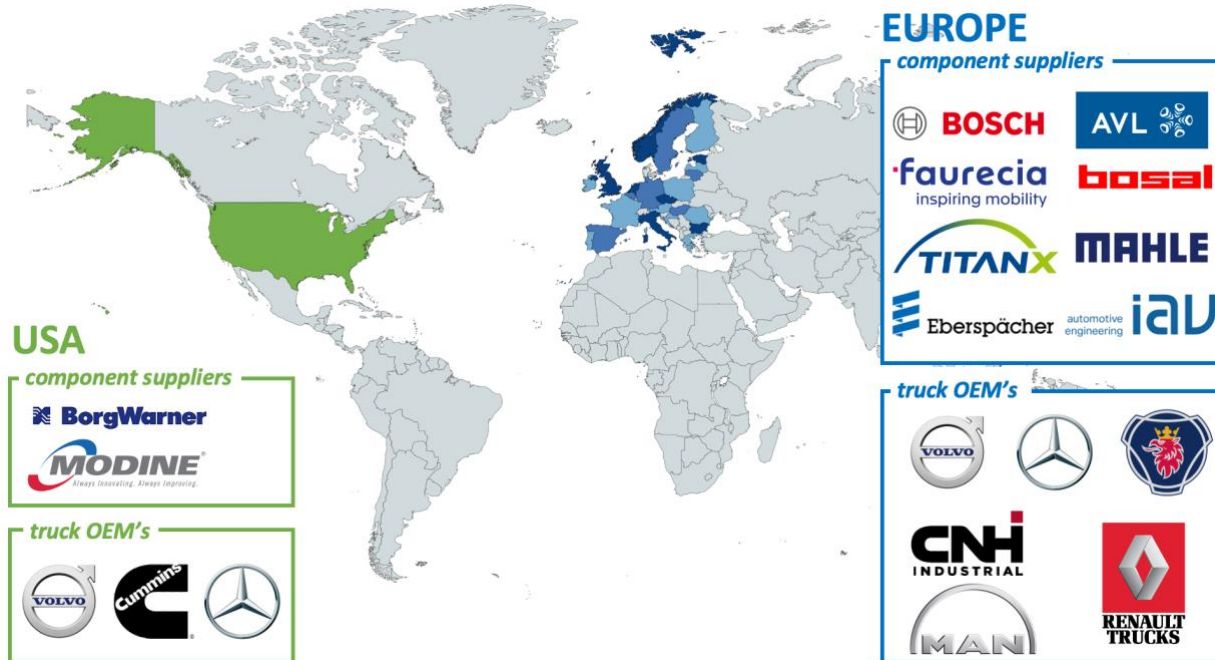 EUROPE
component suppliers
BOSCH
AVL
faurecia
inspiring mobility
bosal
TITANX
MAHLE
Eberspächer
automotive
engineering
iav
truck OEM's
VOLVO
CNH
INDUSTRIAL
MAN
RENAULT
TRUCKS
USA
component suppliers
BorgWarner
MODINE®
Always Innovating. Always Improving.
truck OEM's
VOLVO
Cummins